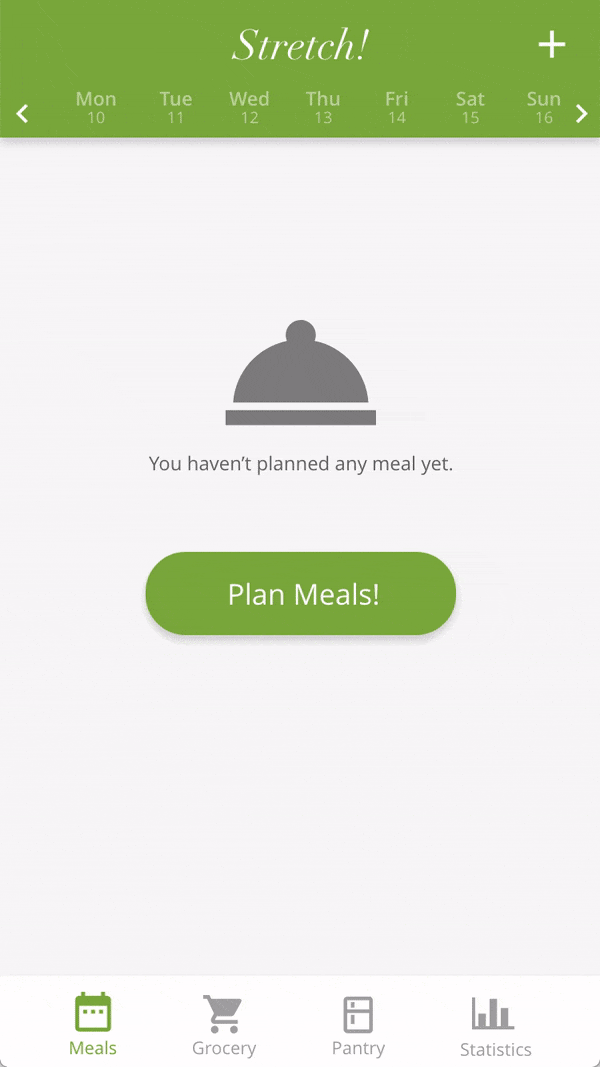 Stretch!
Mon Tue Wed Thu Fri Sat Sun
10 11 12 13 14 15 16
You haven’t planned any meal yet.
Plan Meals!
Meals Grocery Pantry Statistics